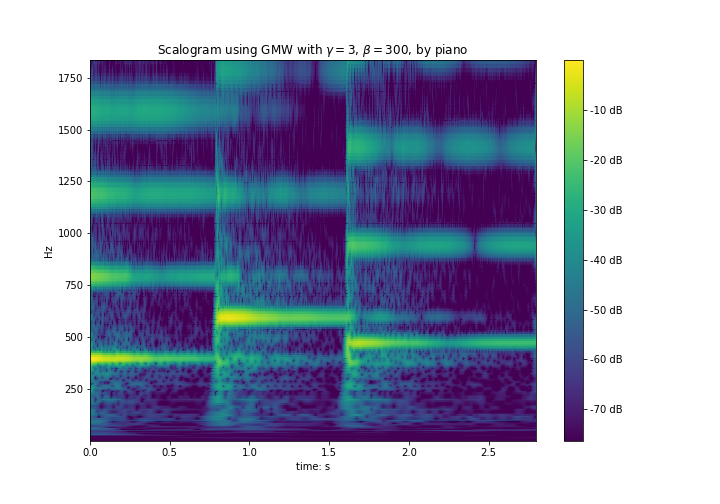 Scalogram using GMW with γ = 3, β = 300, by piano
Hz
1750
1500
1250
1000
750
500
250
0.0 0.5 1.0 1.5 2.0 2.5
time: s
-10 dB
-20 dB
-30 dB
-40 dB
-50 dB
-60 dB
-70 dB